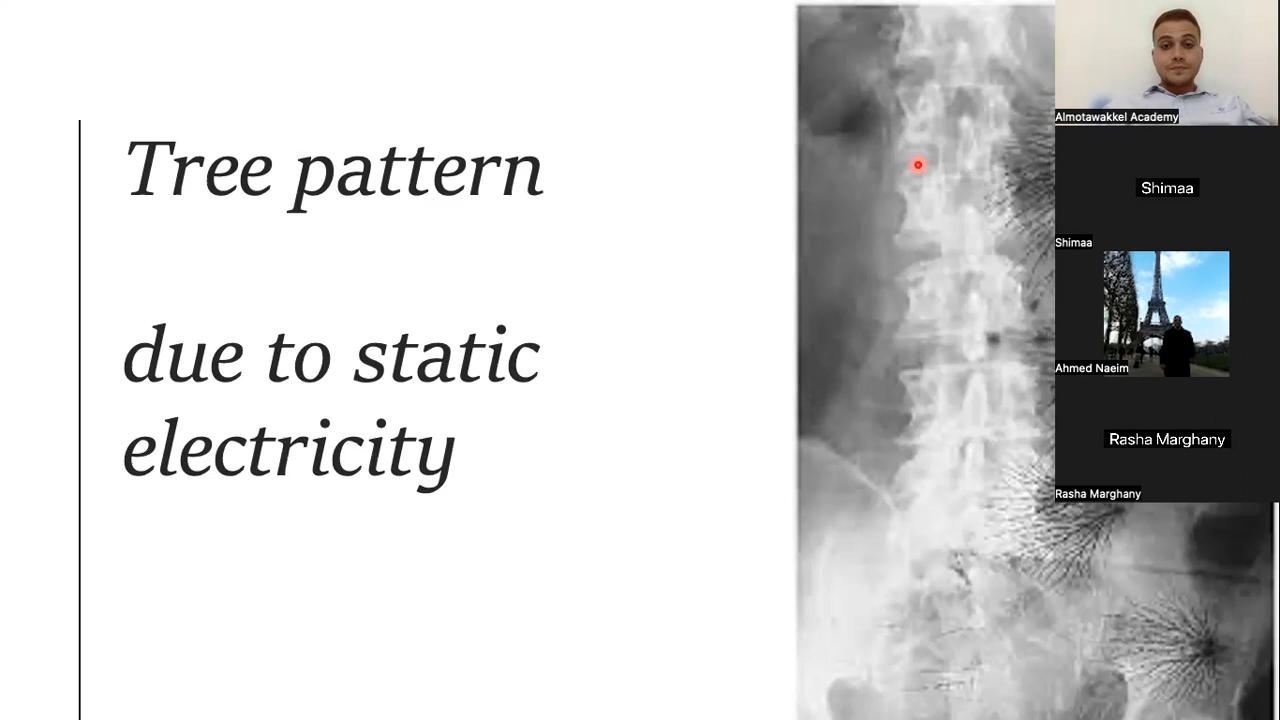 Tree pattern
due to static
electricity
Almotawakkel Academy
Shimaa
Shimaa
Ahmed Naeim
Rasha Marghany
Rasha Marghany